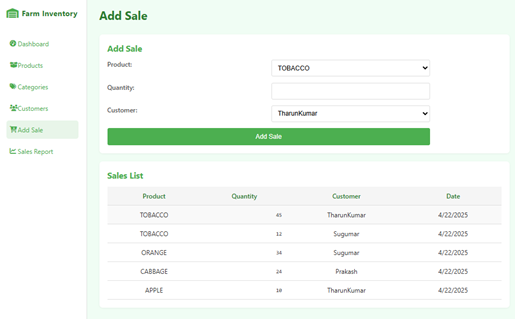 Farm Inventory
Dashboard
Products
Categories
Customers
Add Sale
Sales Report
Add Sale
Add Sale
Product: TOBACCO
Quantity:
Customer: TharunKumar
Add Sale
Sales List
Product Quantity Customer Date
TOBACCO 45 TharunKumar 4/22/2025
TOBACCO 12 Sugumar 4/22/2025
ORANGE 34 Sugumar 4/22/2025
CABBAGE 24 Prakash 4/22/2025
APPLE 10 TharunKumar 4/22/2025